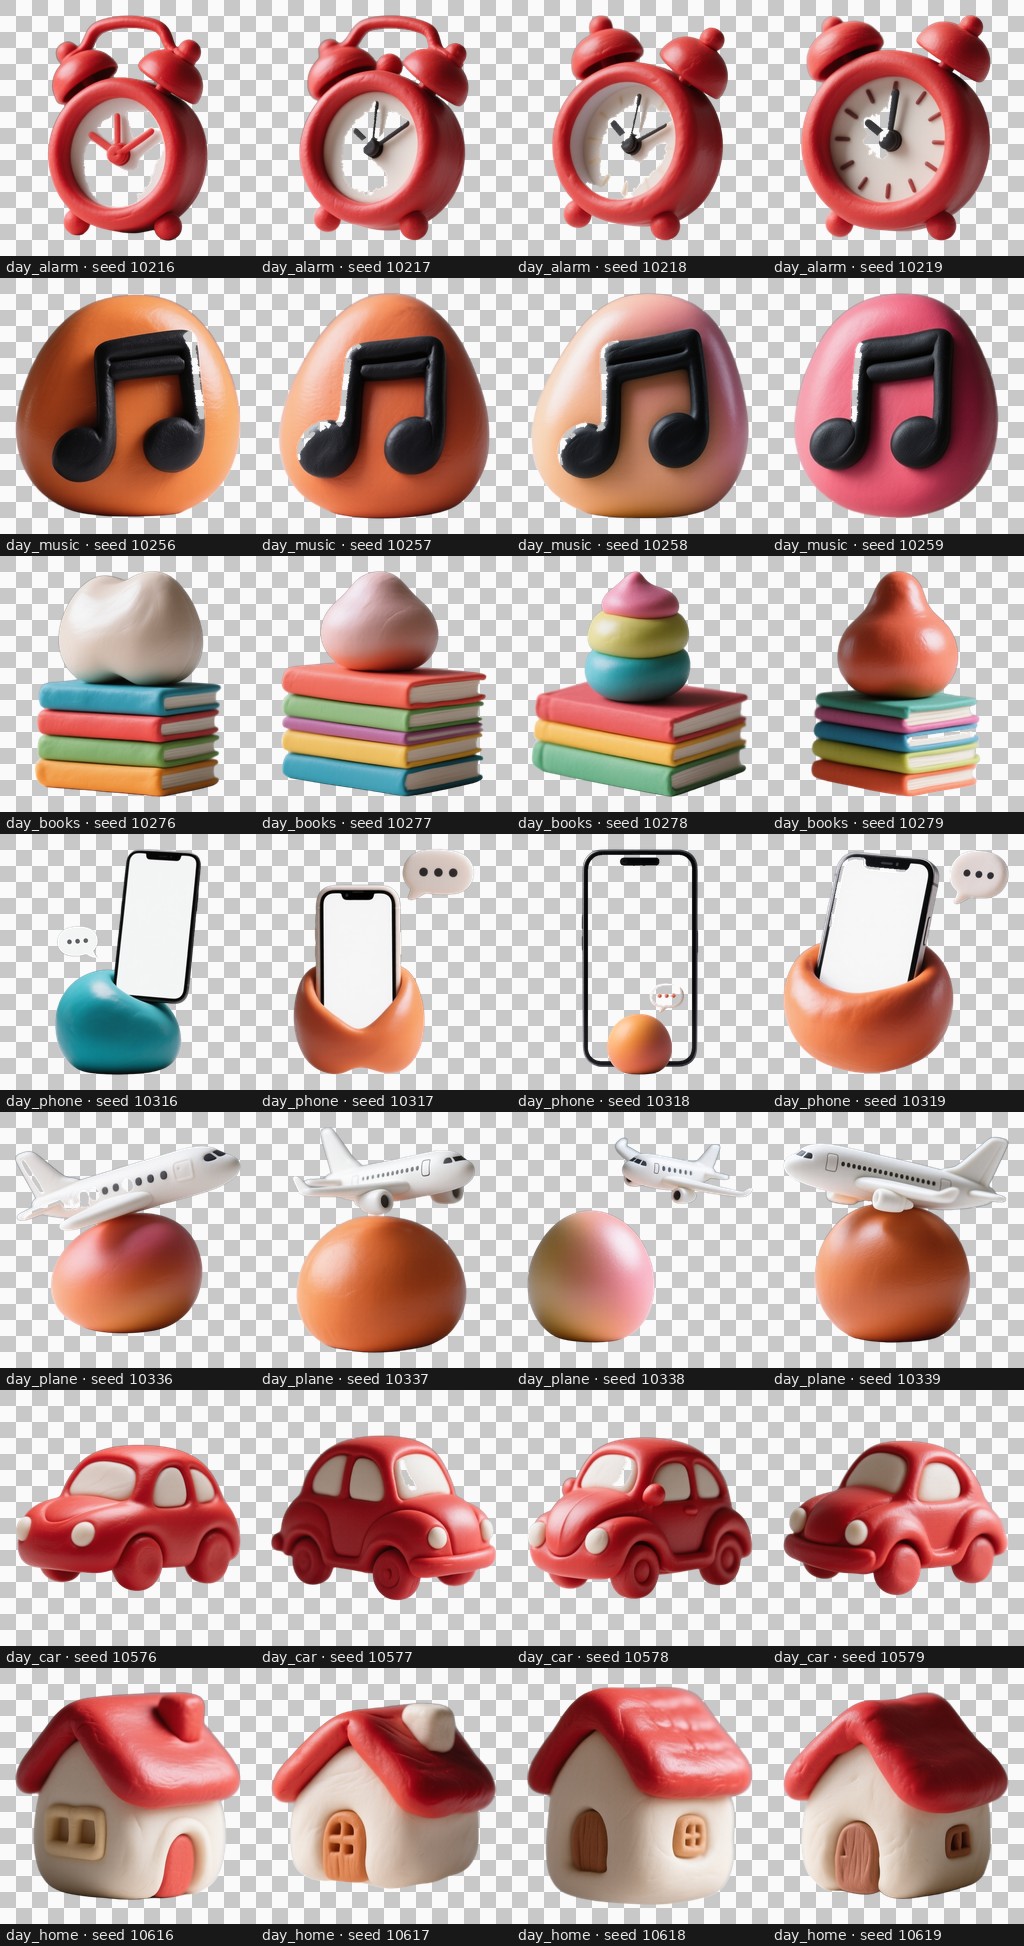 day_alarm · seed 10216
day_alarm · seed 10217
day_alarm · seed 10218
day_alarm · seed 10219
day_music · seed 10256
day_music · seed 10257
day_music · seed 10258
day_music · seed 10259
day_books · seed 10276
day_books · seed 10277
day_books · seed 10278
day_books · seed 10279
day_phone · seed 10316
day_phone · seed 10317
day_phone · seed 10318
day_phone · seed 10319
day_plane · seed 10336
day_plane · seed 10337
day_plane · seed 10338
day_plane · seed 10339
day_car · seed 10576
day_car · seed 10577
day_car · seed 10578
day_car · seed 10579
day_home · seed 10616
day_home · seed 10617
day_home · seed 10618
day_home · seed 10619